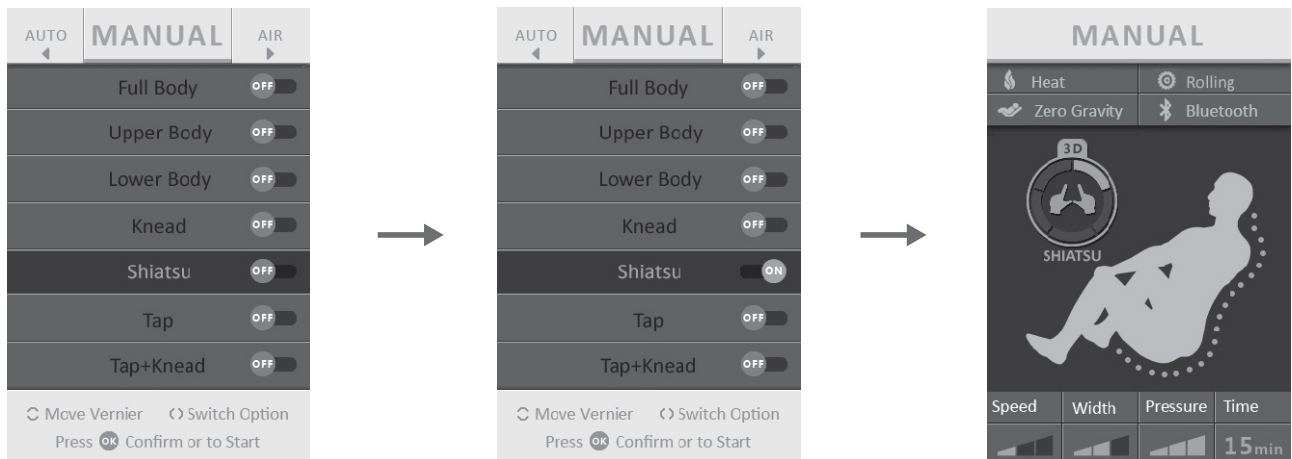 AUTO MANUAL AIR
Full Body OFF
Upper Body OFF
Lower Body OFF
Knead OFF
Shiatsu OFF
Tap OFF
Tap+Knead OFF
Move Vernier Switch Option
Press OK Confirm or to Start
AUTO MANUAL AIR
Full Body OFF
Upper Body OFF
Lower Body OFF
Knead OFF
Shiatsu ON
Tap OFF
Tap+Knead OFF
Move Vernier Switch Option
Press OK Confirm or to Start
MANUAL
Heat Rolling
Zero Gravity Bluetooth
3D
SHIATSU
Speed Width Pressure Time
15min